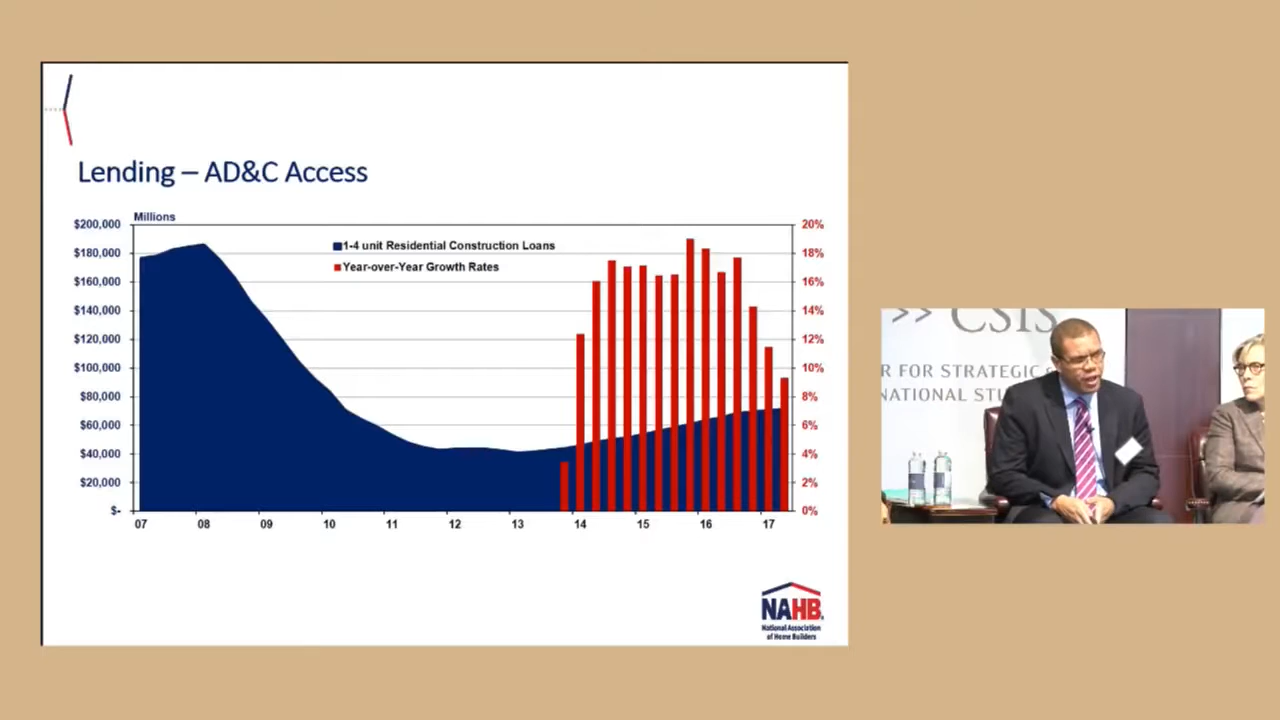 Lending – AD&C Access
Millions
$200,000
$180,000
$160,000
$140,000
$120,000
$100,000
$80,000
$60,000
$40,000
$20,000
$-
1-4 unit Residential Construction Loans
Year-over-Year Growth Rates
20%
18%
16%
14%
12%
10%
8%
6%
4%
2%
0%
07 08 09 10 11 12 13 14 15 16 17
NAHB
National Association
of Home Builders
>> CSIS
R FOR STRATEGIC
NATIONAL STU